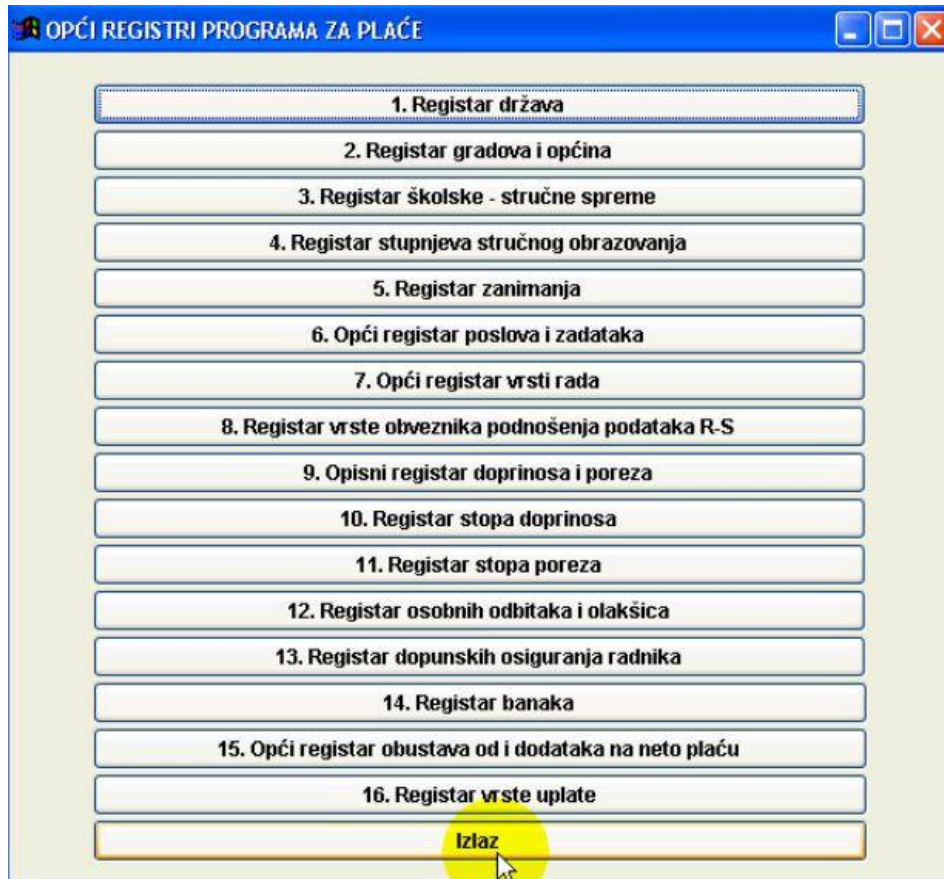 OPĆI REGISTRI PROGRAMA ZA PLAĆE
1. Registar država
2. Registar gradova i općina
3. Registar školske - stručne spreme
4. Registar stupnjeva stručnog obrazovanja
5. Registar zanimanja
6. Opći registar poslova i zadataka
7. Opći registar vrsti rada
8. Registar vrste obveznika podnošenja podataka R-S
9. Opisni registar doprinosa i poreza
10. Registar stopa doprinosa
11. Registar stopa poreza
12. Registar osobnih odbitaka i olakšica
13. Registar dopunskih osiguranja radnika
14. Registar banaka
15. Opći registar obustava od i dodataka na neto plaću
16. Registar vrste uplate
Izlaz